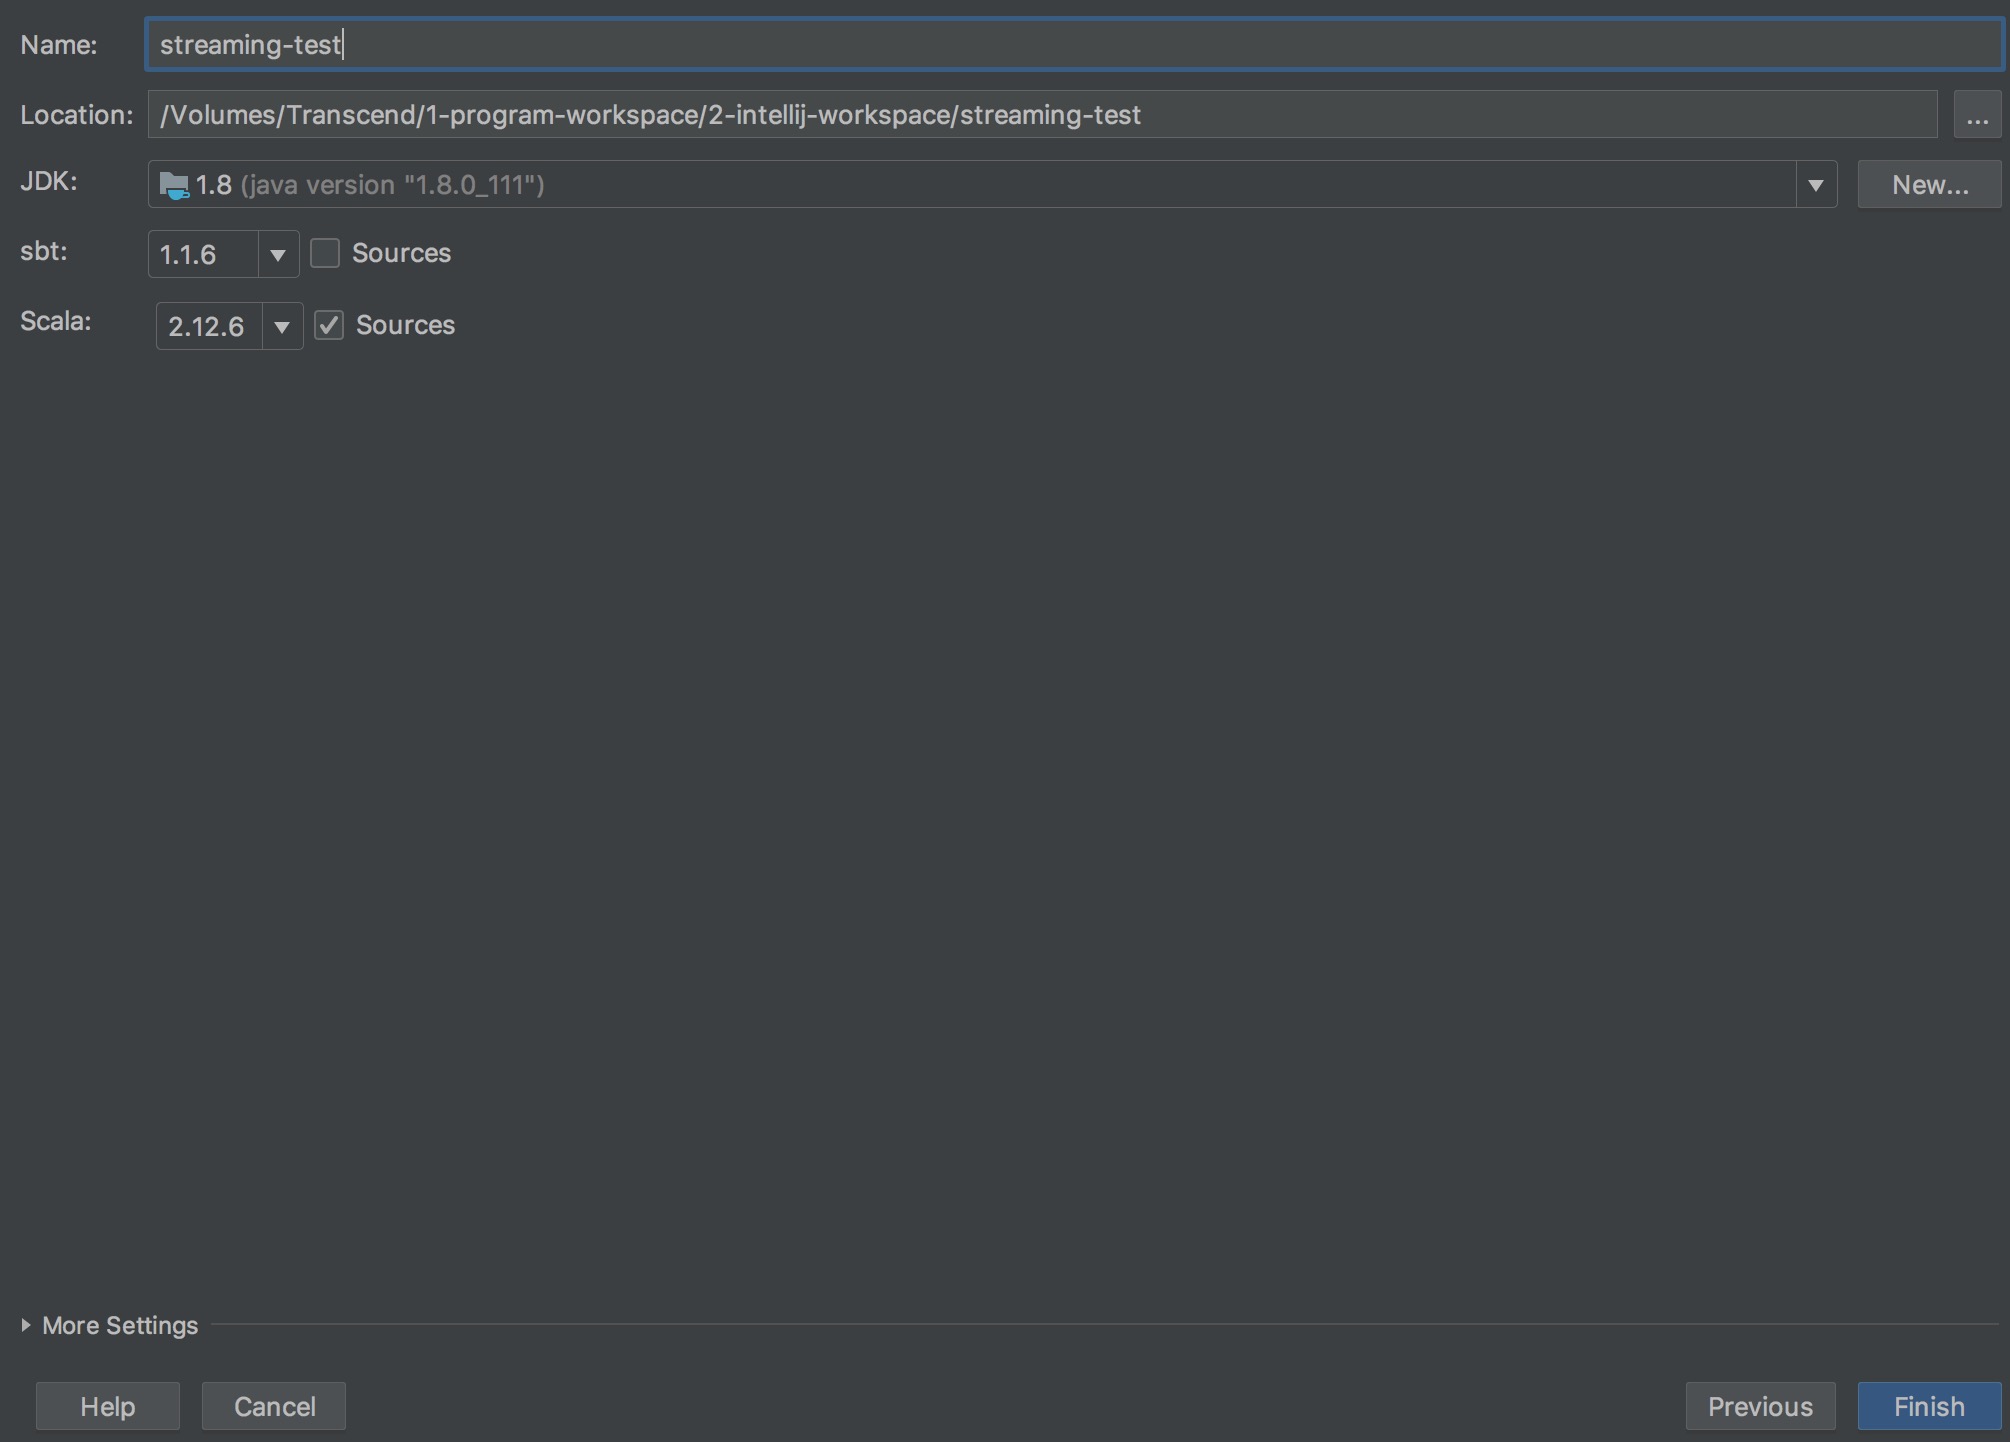 Name: streaming-test
Location: /Volumes/Transcend/1-program-workspace/2-intellij-workspace/streaming-test ...
JDK: 1.8 (java version "1.8.0_111") New...
sbt: 1.1.6 Sources
Scala: 2.12.6 Sources
More Settings
Help Cancel Previous Finish